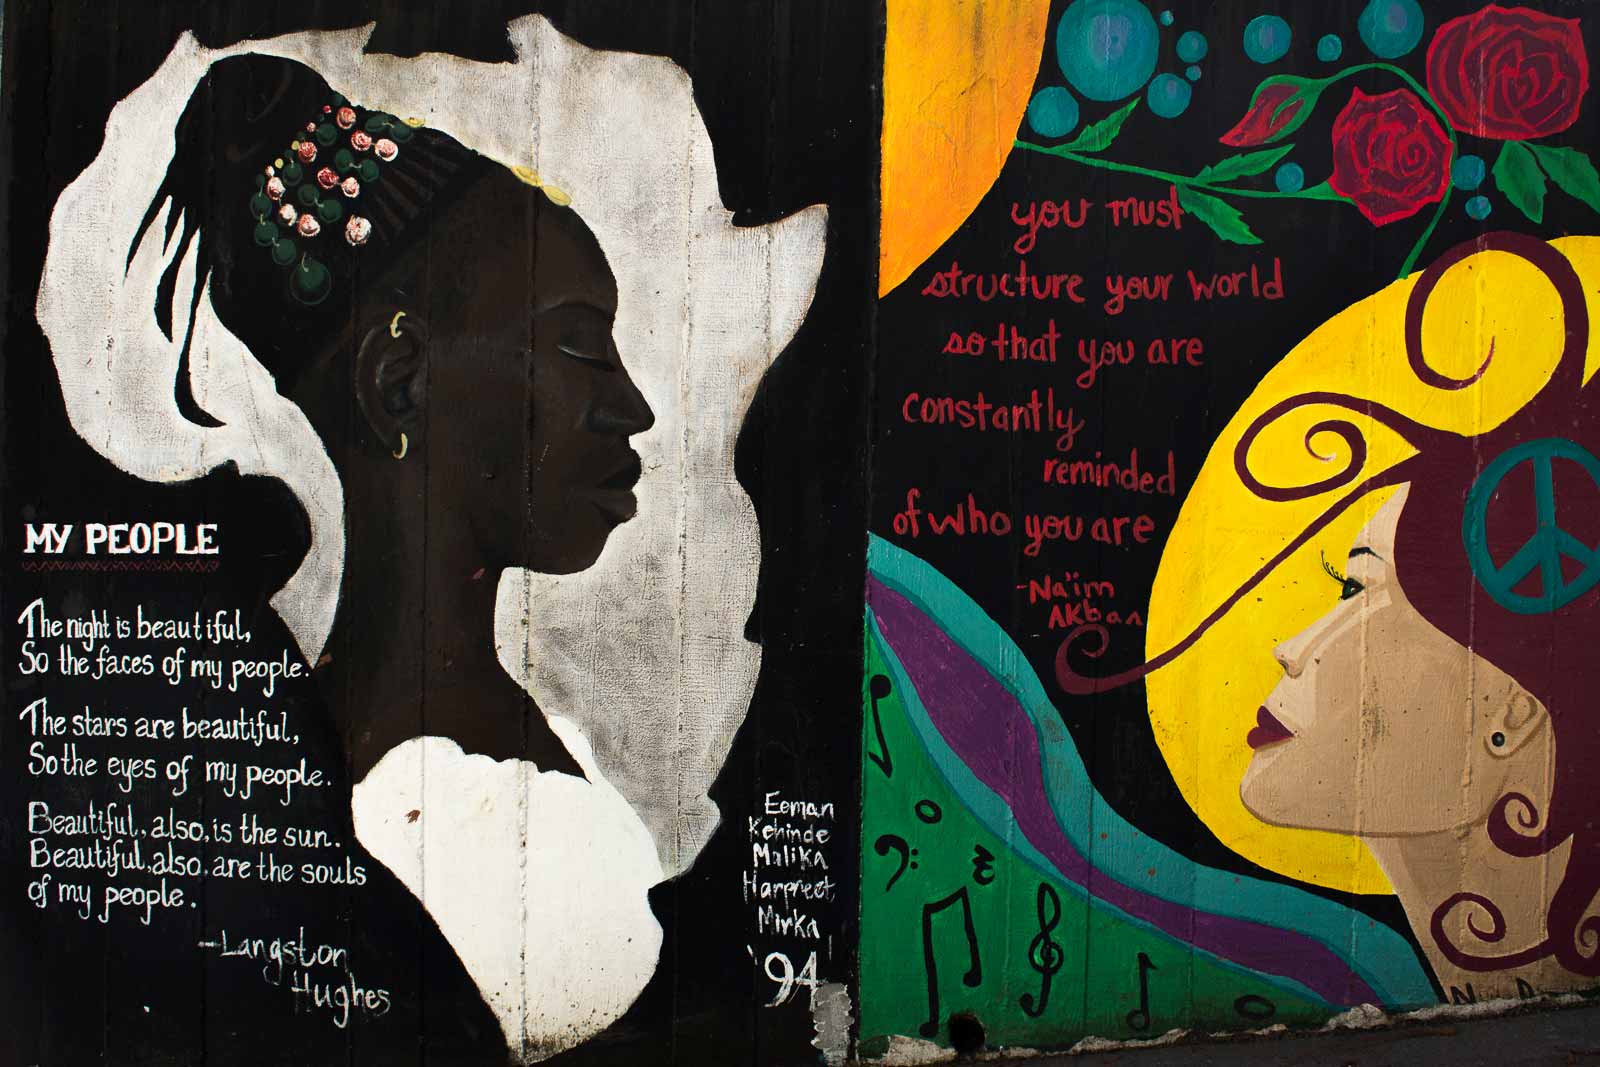 MY PEOPLE
The night is beautiful,
So the faces of my people.
The stars are beautiful,
So the eyes of my people.
Beautiful, also, is the sun.
Beautiful, also, are the souls
of my people.
-Langston
Hughes
Eeman
Kehinde
Malika
Harpreet
Mirka
'94
you must
structure your world
so that you are
constantly
reminded
of who you are
-Na'im
AKban